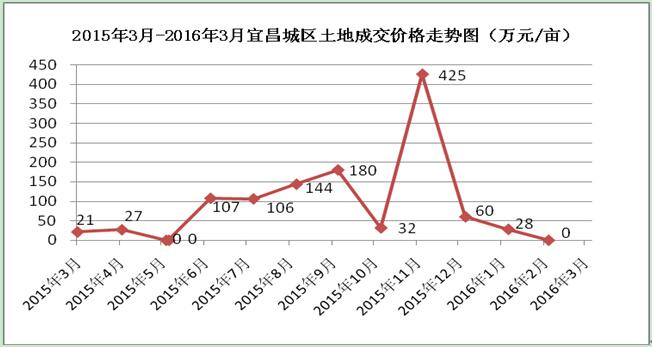 2015年3月-2016年3月宜昌城区土地成交价格走势图（万元/亩）
450
400
350
300
250
200
150
100
50
0
21
27
0 0
107
106
144
180
32
425
60
28
0
2015年3月
2015年4月
2015年5月
2015年6月
2015年7月
2015年8月
2015年9月
2015年10月
2015年11月
2015年12月
2016年1月
2016年2月
2016年3月